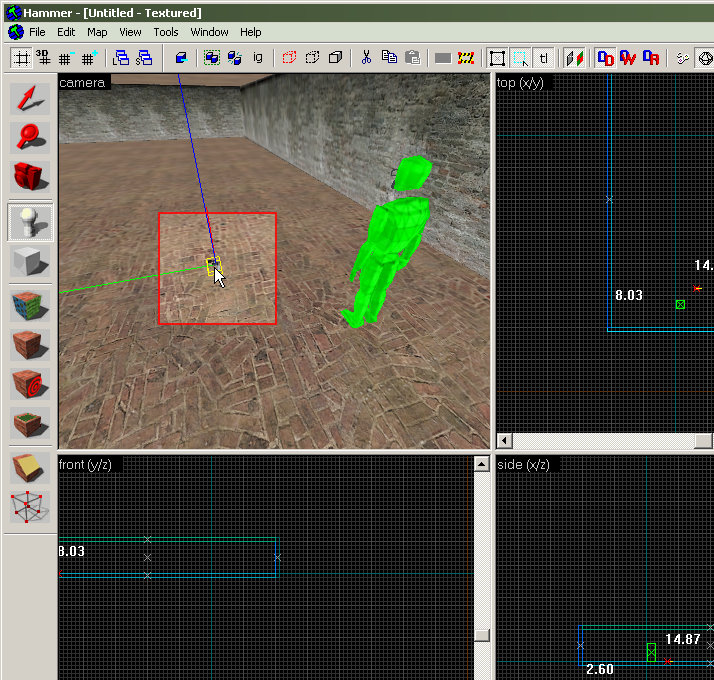 Hammer - [Untitled - Textured]
File Edit Map View Tools Window Help
3D L S ig tl
camera
top (x/y)
14.
8.03
front (y/z)
side (x/z)
8.03
14.87
2.60